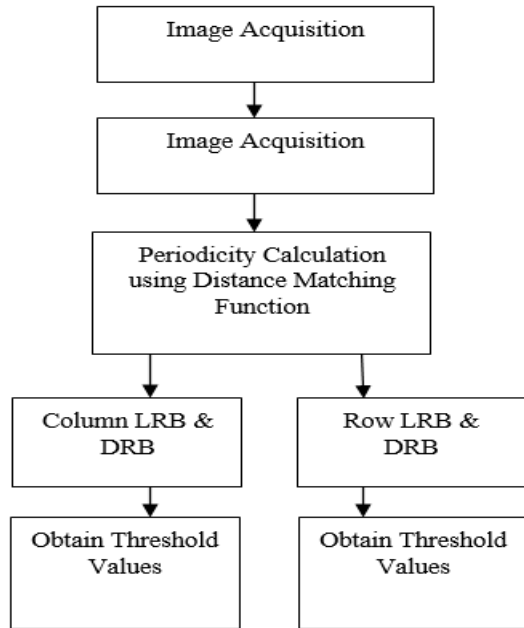 Image Acquisition
Image Acquisition
Periodicity Calculation
using Distance Matching
Function
Column LRB &
DRB
Row LRB &
DRB
Obtain Threshold
Values
Obtain Threshold
Values